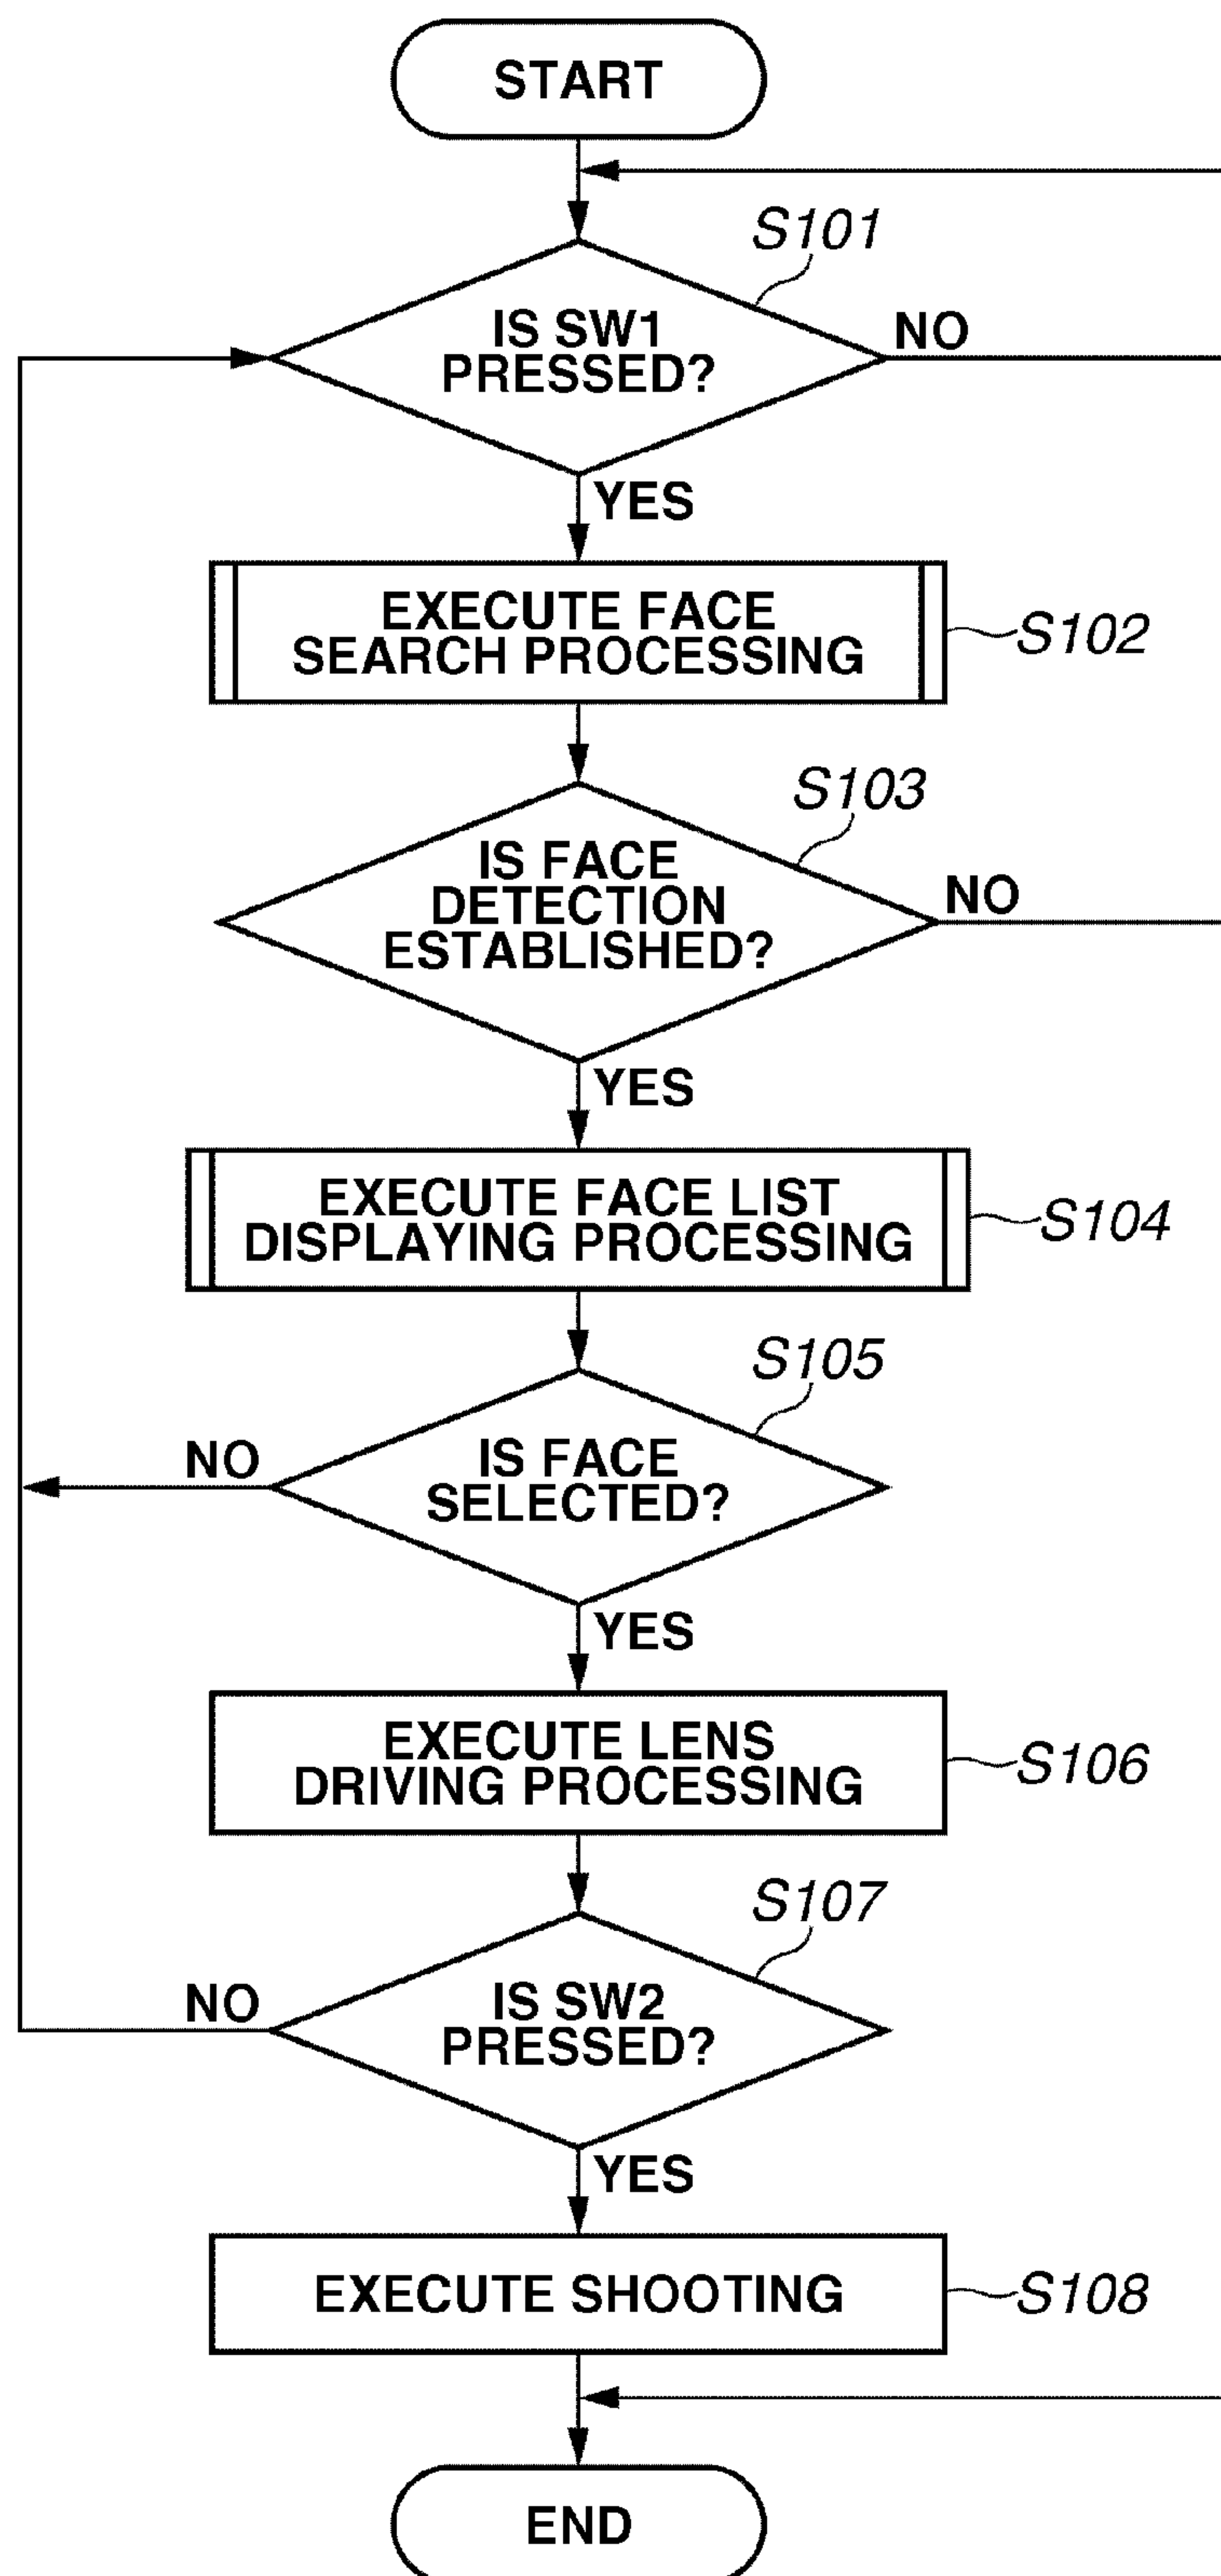 START
S101
IS SW1
PRESSED?
NO
YES
EXECUTE FACE
SEARCH PROCESSING
S102
S103
IS FACE
DETECTION
ESTABLISHED?
NO
YES
EXECUTE FACE LIST
DISPLAYING PROCESSING
S104
S105
NO
IS FACE
SELECTED?
YES
EXECUTE LENS
DRIVING PROCESSING
S106
S107
NO
IS SW2
PRESSED?
YES
EXECUTE SHOOTING
S108
END